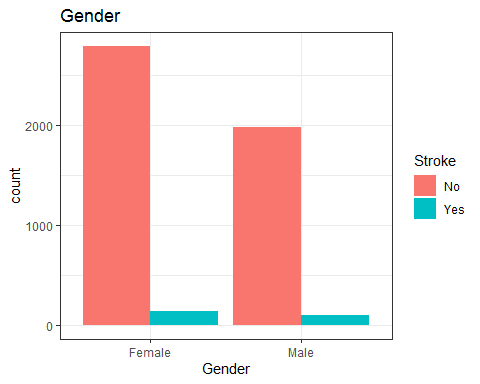 Gender
count
2000
1000
0
Female
Male
Gender
Stroke
No
Yes